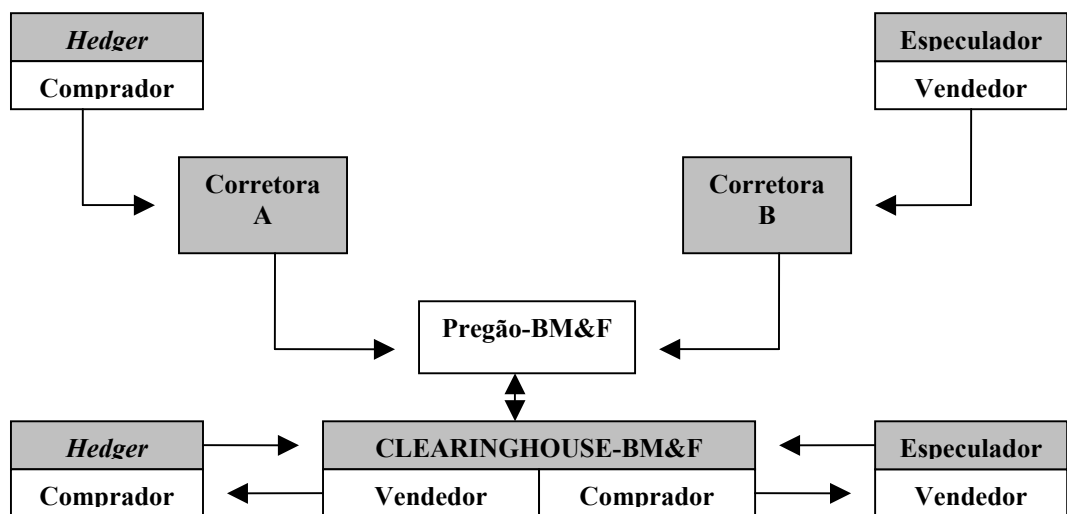 Hedger
Especulador
Comprador
Vendedor
Corretora
A
Corretora
B
Pregão-BM&F
Hedger
CLEARINGHOUSE-BM&F
Especulador
Comprador
Vendedor
Comprador
Vendedor